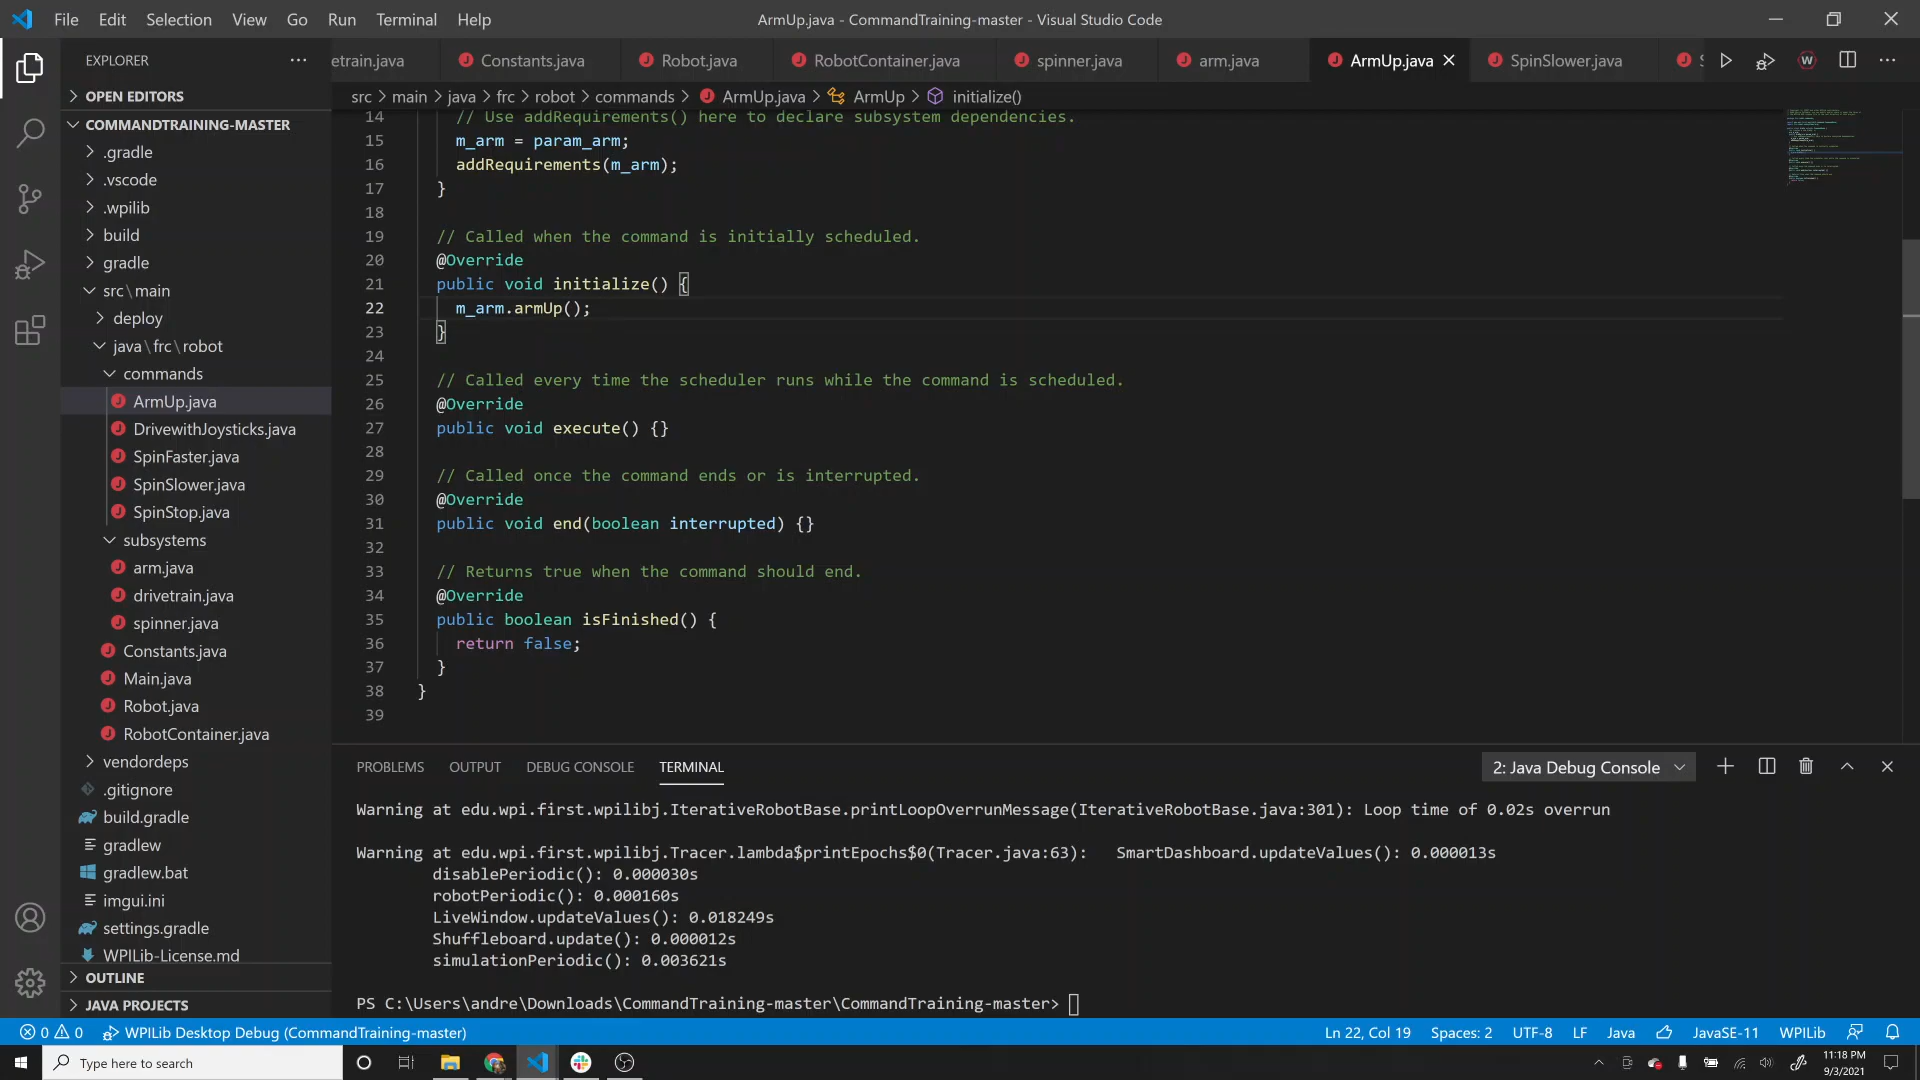 File Edit Selection View Go Run Terminal Help
ArmUp.java - CommandTraining-master - Visual Studio Code
EXPLORER
etrain.java Constants.java Robot.java RobotContainer.java spinner.java arm.java ArmUp.java SpinSlower.java
OPEN EDITORS
src > main > java > frc > robot > commands > ArmUp.java > ArmUp > initialize()
COMMANDTRAINING-MASTER
.gradle
.vscode
.wpilib
build
gradle
src\main
deploy
java\frc\robot
commands
ArmUp.java
DrivewithJoysticks.java
SpinFaster.java
SpinSlower.java
SpinStop.java
subsystems
arm.java
drivetrain.java
spinner.java
Constants.java
Main.java
Robot.java
RobotContainer.java
vendordeps
.gitignore
build.gradle
gradlew
gradlew.bat
imgui.ini
settings.gradle
WPILib-License.md
OUTLINE
JAVA PROJECTS
14 // Use addRequirements() here to declare subsystem dependencies.
15 m_arm = param_arm;
16 addRequirements(m_arm);
17 }
18
19 // Called when the command is initially scheduled.
20 @Override
21 public void initialize() {
22 m_arm.armUp();
23 }
24
25 // Called every time the scheduler runs while the command is scheduled.
26 @Override
27 public void execute() {}
28
29 // Called once the command ends or is interrupted.
30 @Override
31 public void end(boolean interrupted) {}
32
33 // Returns true when the command should end.
34 @Override
35 public boolean isFinished() {
36 return false;
37 }
38 }
39
PROBLEMS OUTPUT DEBUG CONSOLE TERMINAL
2: Java Debug Console
Warning at edu.wpi.first.wpilibj.IterativeRobotBase.printLoopOverrunMessage(IterativeRobotBase.java:301): Loop time of 0.02s overrun
Warning at edu.wpi.first.wpilibj.Tracer.lambda$printEpochs$0(Tracer.java:63): SmartDashboard.updateValues(): 0.000013s
disablePeriodic(): 0.000030s
robotPeriodic(): 0.000160s
LiveWindow.updateValues(): 0.018249s
Shuffleboard.update(): 0.000012s
simulationPeriodic(): 0.003621s
PS C:\Users\andre\Downloads\CommandTraining-master\CommandTraining-master>
0 0 WPILib Desktop Debug (CommandTraining-master)
Ln 22, Col 19 Spaces: 2 UTF-8 LF Java JavaSE-11 WPILib
Type here to search
11:18 PM
9/3/2021